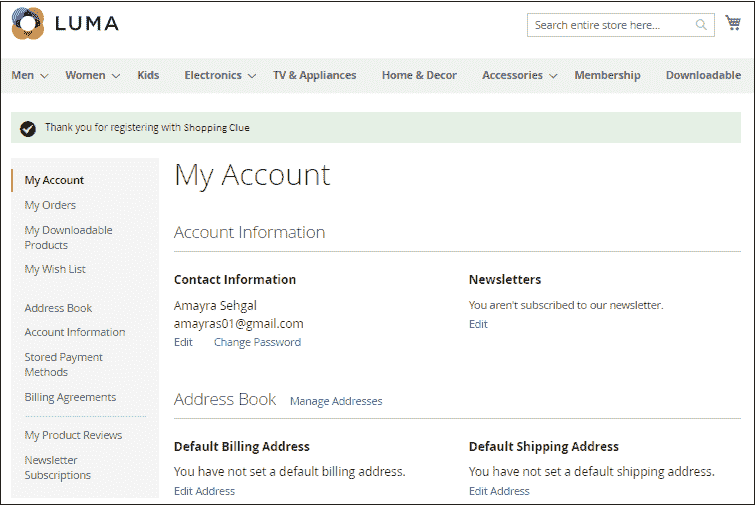 LUMA
Search entire store here...
Men Women Kids Electronics TV & Appliances Home & Decor Accessories Membership Downloadable
Thank you for registering with Shopping Clue
My Account
My Orders
My Downloadable
Products
My Wish List
Address Book
Account Information
Stored Payment
Methods
Billing Agreements
My Product Reviews
Newsletter
Subscriptions
My Account
Account Information
Contact Information
Amayra Sehgal
amayras01@gmail.com
Edit Change Password
Newsletters
You aren't subscribed to our newsletter.
Edit
Address Book Manage Addresses
Default Billing Address
You have not set a default billing address.
Edit Address
Default Shipping Address
You have not set a default shipping address.
Edit Address